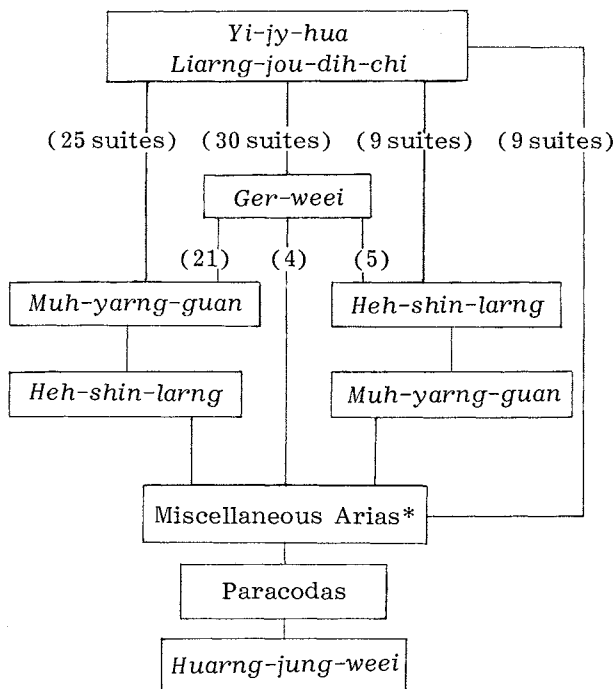 Yi-jy-hua
Liarng-jou-dih-chi
(25 suites) (30 suites) (9 suites) (9 suites)
Ger-weei
(21) (4) (5)
Muh-yarng-guan Heh-shin-larng
Heh-shin-larng Muh-yarng-guan
Miscellaneous Arias*
Paracodas
Huarng-jung-weei